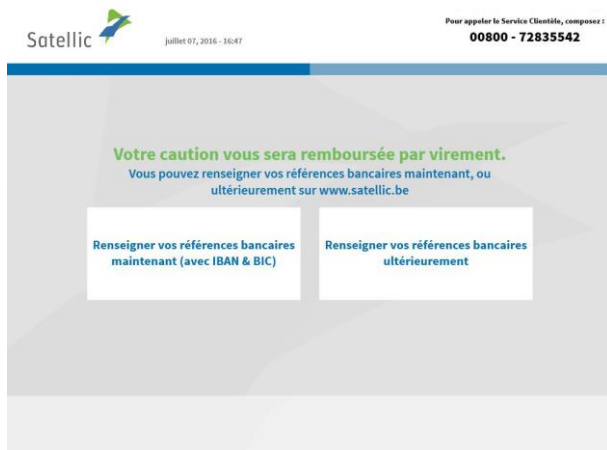 Pour appeler le Service Clientèle, composez :
Satellic
juillet 07, 2016 - 16:47
00800 - 72835542
Votre caution vous sera remboursée par virement.
Vous pouvez renseigner vos références bancaires maintenant, ou
ultérieurement sur www.satellic.be
Renseigner vos références bancaires
maintenant (avec IBAN & BIC)
Renseigner vos références bancaires
ultérieurement